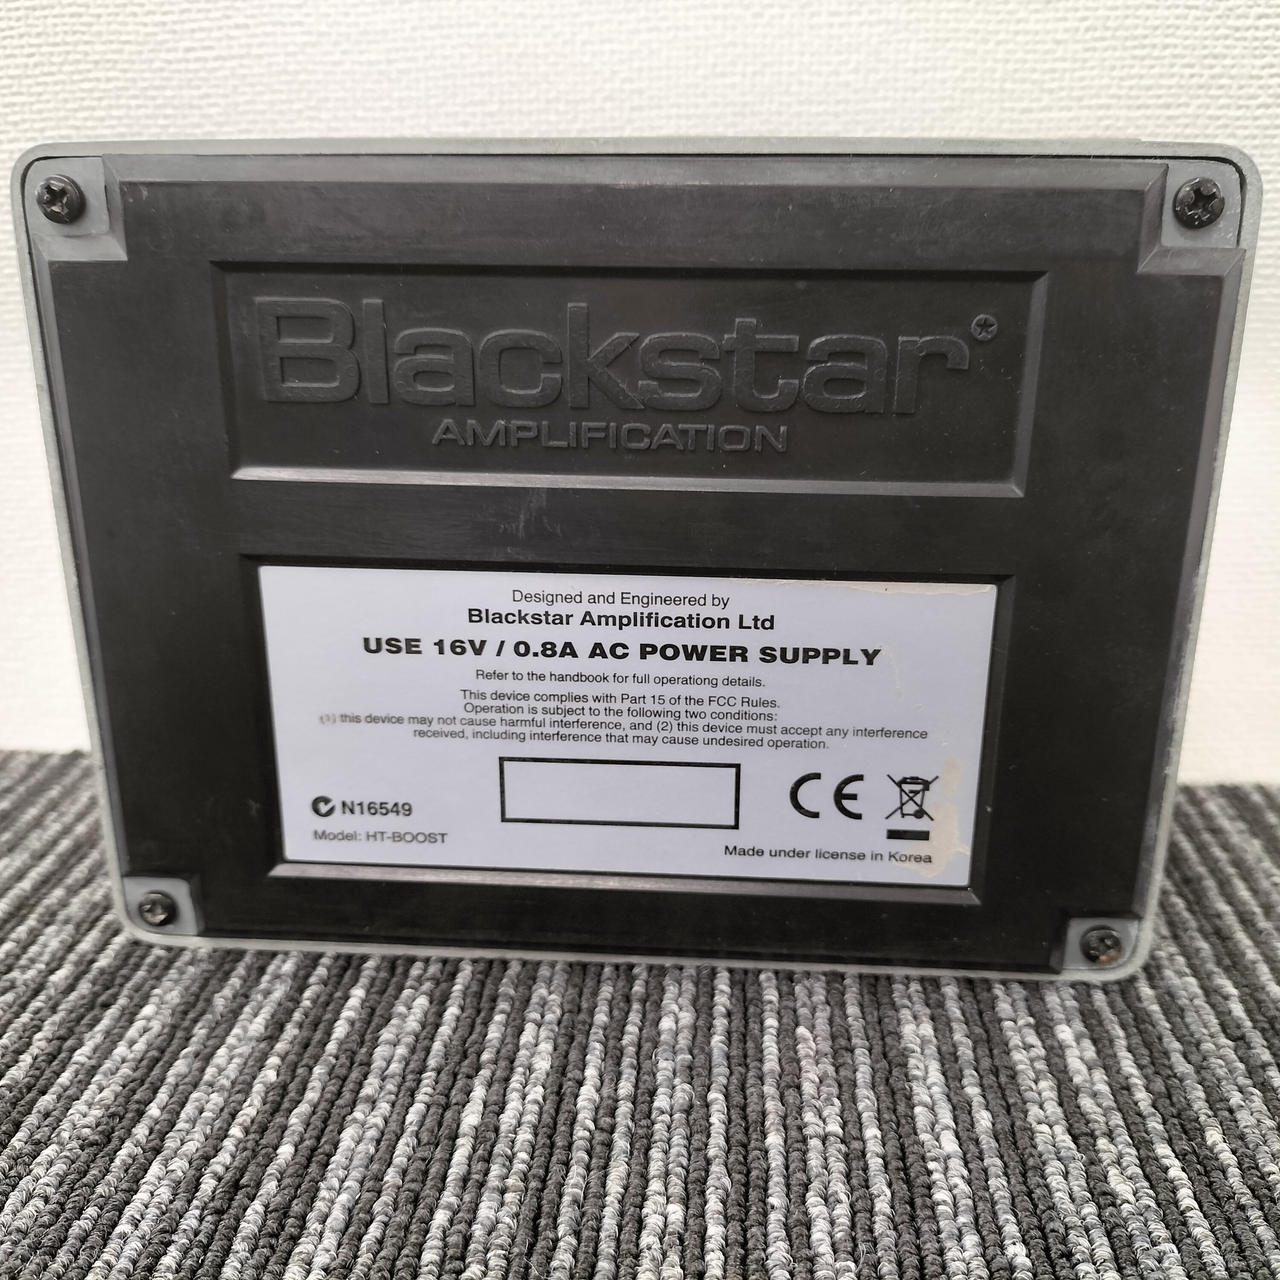 Blackstar
AMPLIFICATION
Designed and Engineered by
Blackstar Amplification Ltd
USE 16V / 0.8A AC POWER SUPPLY
Refer to the handbook for full operationg details.
This device complies with Part 15 of the FCC Rules.
Operation is subject to the following two conditions:
(1) this device may not cause harmful interference, and (2) this device must accept any interference
received, including interference that may cause undesired operation.
N16549
CE
Model: HT-BOOST
Made under license in Korea